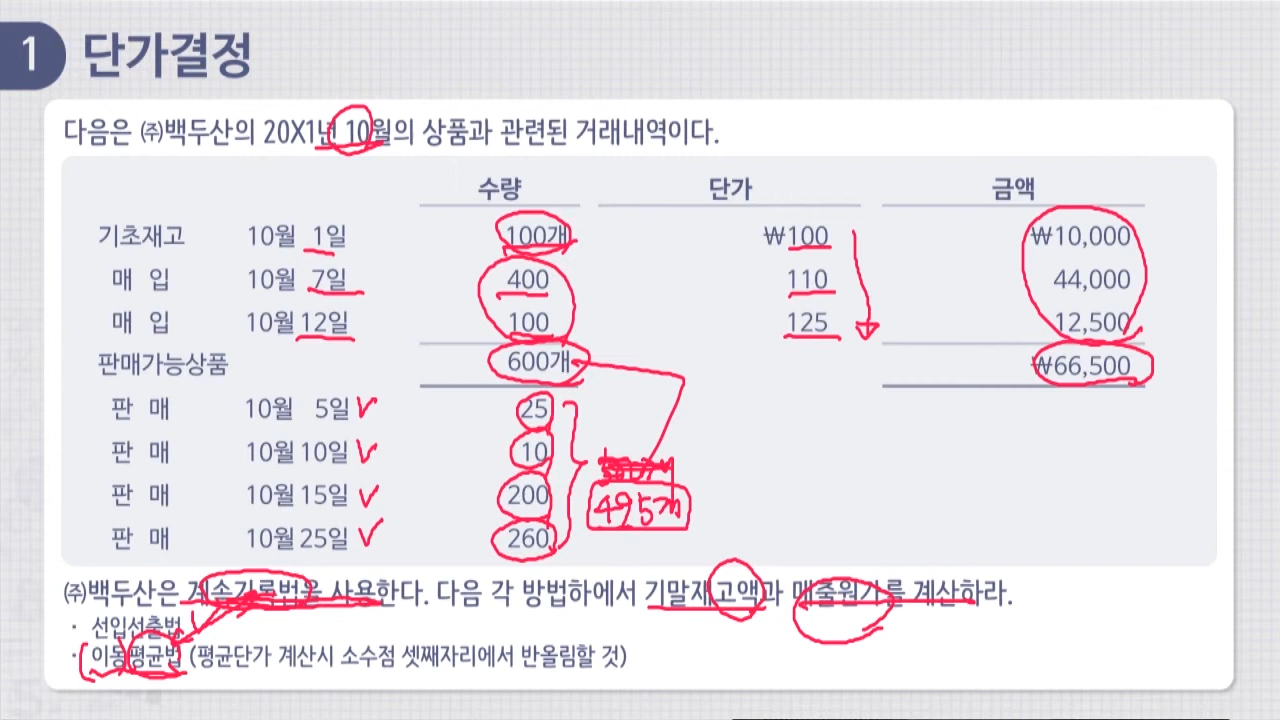 1 단가결정
다음은 ㈜백두산의 20X1년 10월의 상품과 관련된 거래내역이다.
수량 단가 금액
기초재고 10월 1일 100개 ₩100 ₩10,000
매 입 10월 7일 400 110 44,000
매 입 10월 12일 100 125 12,500
판매가능상품 600개 ₩66,500
판 매 10월 5일 25
판 매 10월 10일 10
판 매 10월 15일 200
495개
판 매 10월 25일 260
㈜백두산은 계속기록법을 사용한다. 다음 각 방법하에서 기말재고액과 매출원가를 계산하라.
· 선입선출법
· 이동평균법 (평균단가 계산시 소수점 셋째자리에서 반올림할 것)